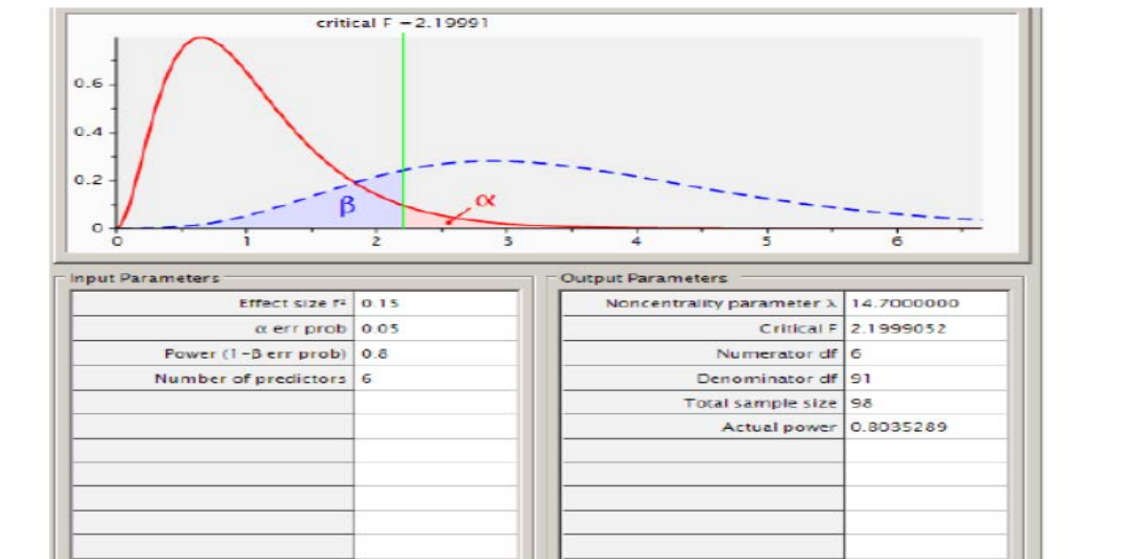 critical F = 2.19991
0.6
0.4
0.2
0
β
α
0 1 2 3 4 5 6
Input Parameters
Effect size f² 0.15
α err prob 0.05
Power (1-β err prob) 0.8
Number of predictors 6
Output Parameters
Noncentrality parameter λ 14.7000000
Critical F 2.1999052
Numerator df 6
Denominator df 91
Total sample size 98
Actual power 0.8035289